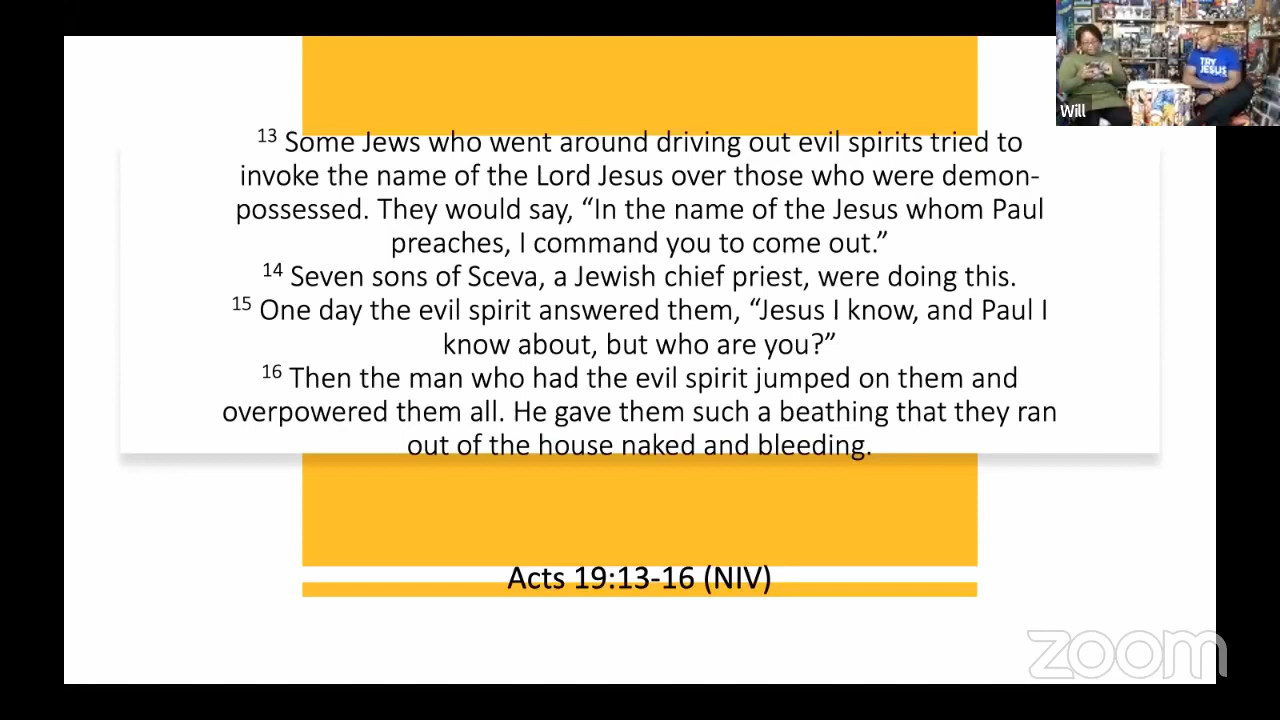 13 Some Jews who went around driving out evil spirits tried to
invoke the name of the Lord Jesus over those who were demon-
possessed. They would say, “In the name of the Jesus whom Paul
preaches, I command you to come out.”
14 Seven sons of Sceva, a Jewish chief priest, were doing this.
15 One day the evil spirit answered them, “Jesus I know, and Paul I
know about, but who are you?”
16 Then the man who had the evil spirit jumped on them and
overpowered them all. He gave them such a beathing that they ran
out of the house naked and bleeding.
Acts 19:13-16 (NIV)
TRY
JESUS
Will
zoom